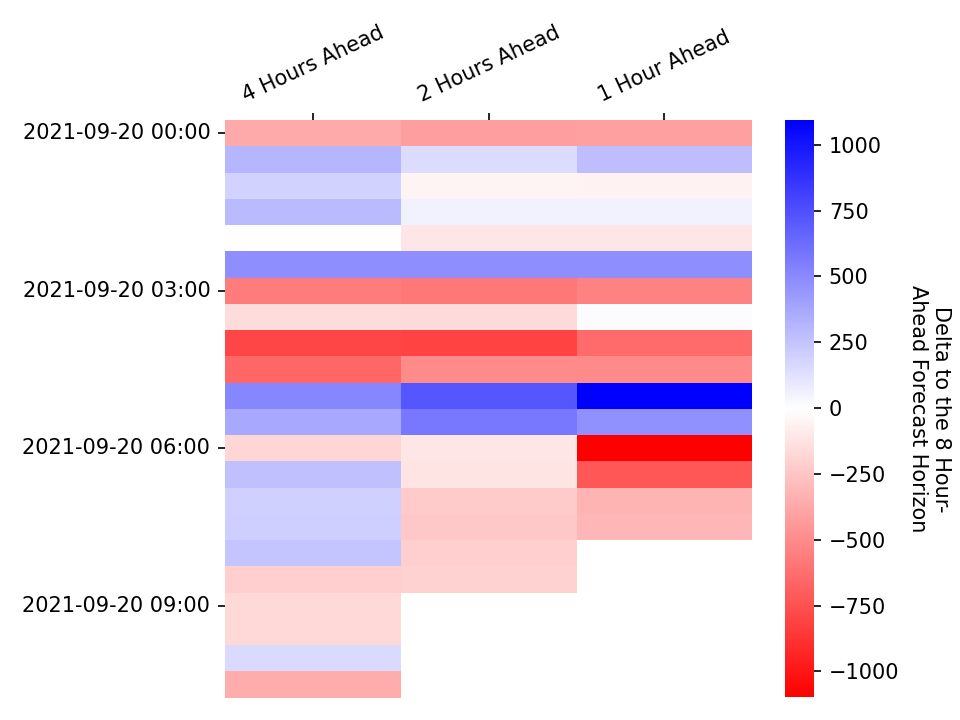 4 Hours Ahead
2 Hours Ahead
1 Hour Ahead
2021-09-20 00:00
2021-09-20 03:00
2021-09-20 06:00
2021-09-20 09:00
1000
750
500
250
0
−250
−500
−750
−1000
Delta to the 8 Hour-
Ahead Forecast Horizon